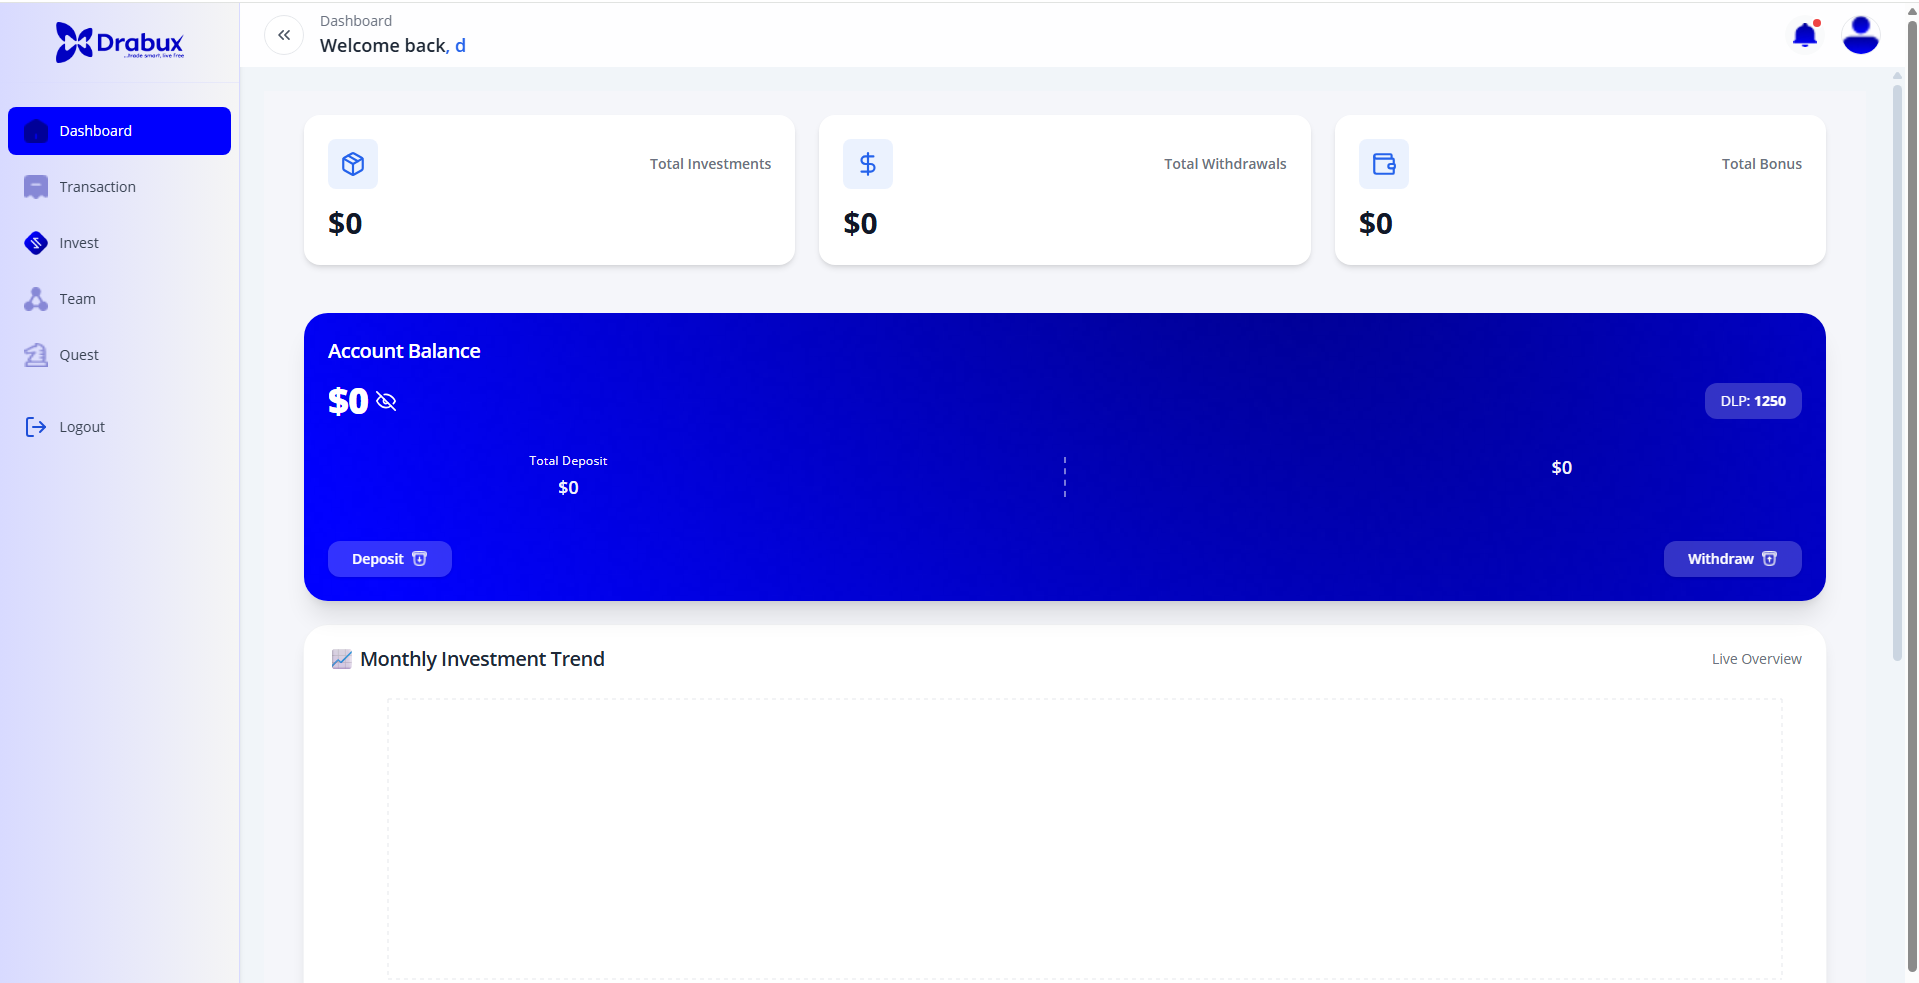 Drabux
...trade smart, live free
Dashboard
Transaction
Invest
Team
Quest
Logout
Dashboard
Welcome back, d
Total Investments
$0
Total Withdrawals
$0
Total Bonus
$0
Account Balance
$0
DLP: 1250
Total Deposit
$0
$0
Deposit
Withdraw
Monthly Investment Trend
Live Overview